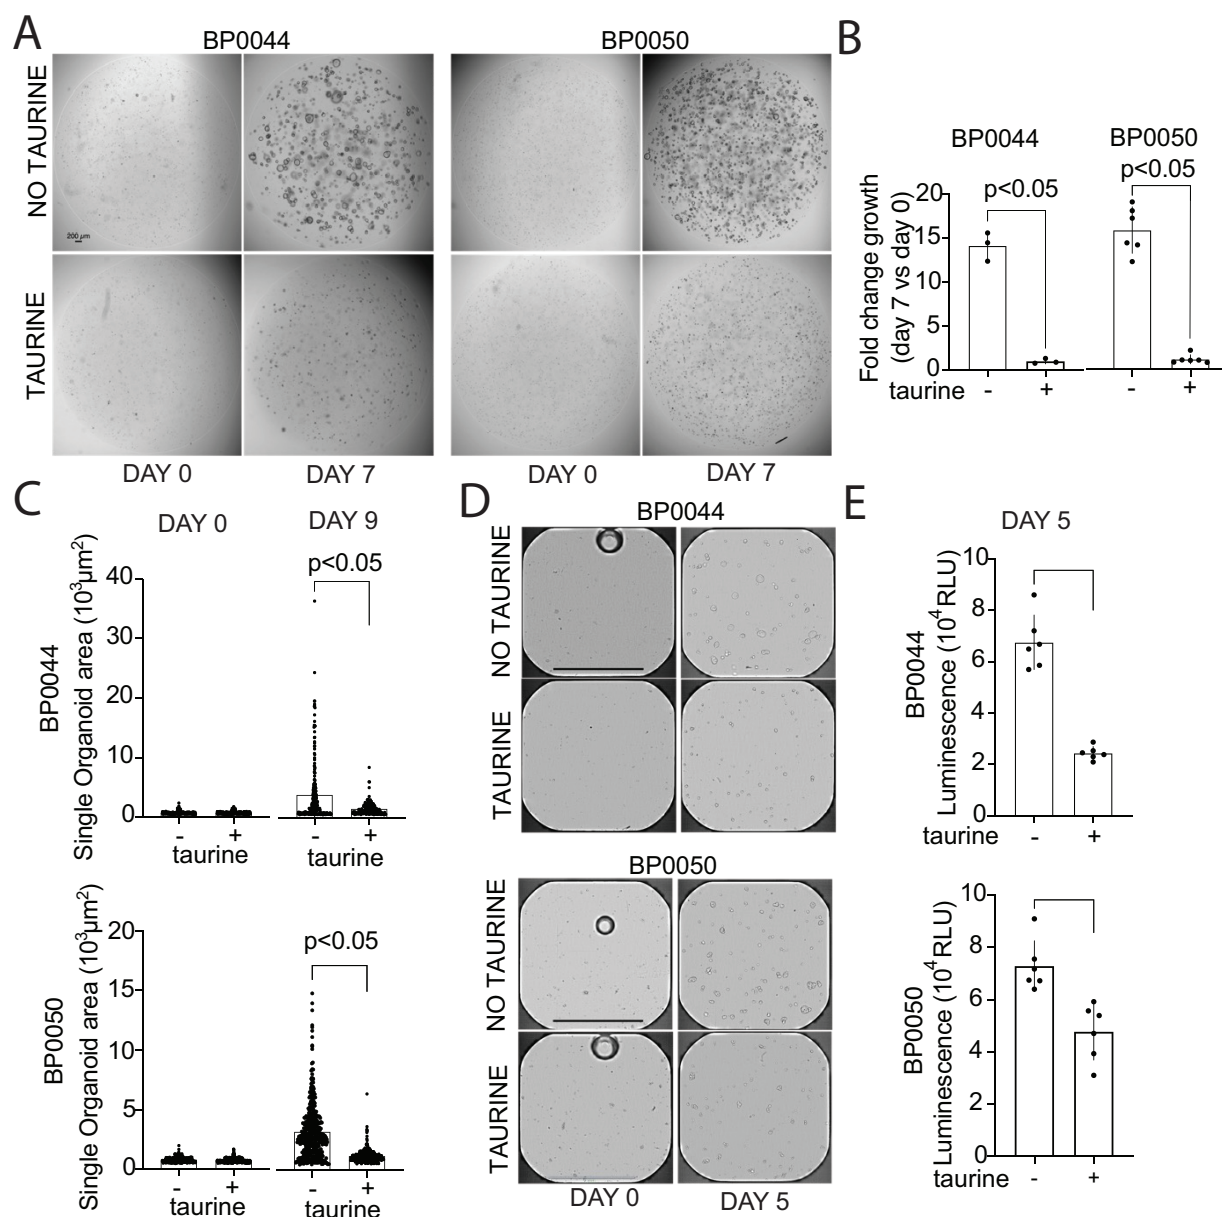 A
BP0044
BP0050
NO TAURINE
TAURINE
200 µm
DAY 0
DAY 7
DAY 0
DAY 7
B
BP0044
BP0050
p<0.05
p<0.05
Fold change growth
(day 7 vs day 0)
20
15
10
5
0
taurine - + - +
C
DAY 0
DAY 9
BP0044
Single Organoid area (10³µm²)
40
30
20
10
0
p<0.05
- + - +
taurine
taurine
BP0050
Single Organoid area (10³µm²)
20
15
10
5
0
p<0.05
- + - +
taurine
taurine
D
BP0044
NO TAURINE
TAURINE
BP0050
NO TAURINE
TAURINE
DAY 0
DAY 5
E
DAY 5
BP0044
Luminescence (10⁴ RLU)
10
8
6
4
2
0
taurine - +
BP0050
Luminescence (10⁴ RLU)
10
8
6
4
2
0
taurine - +